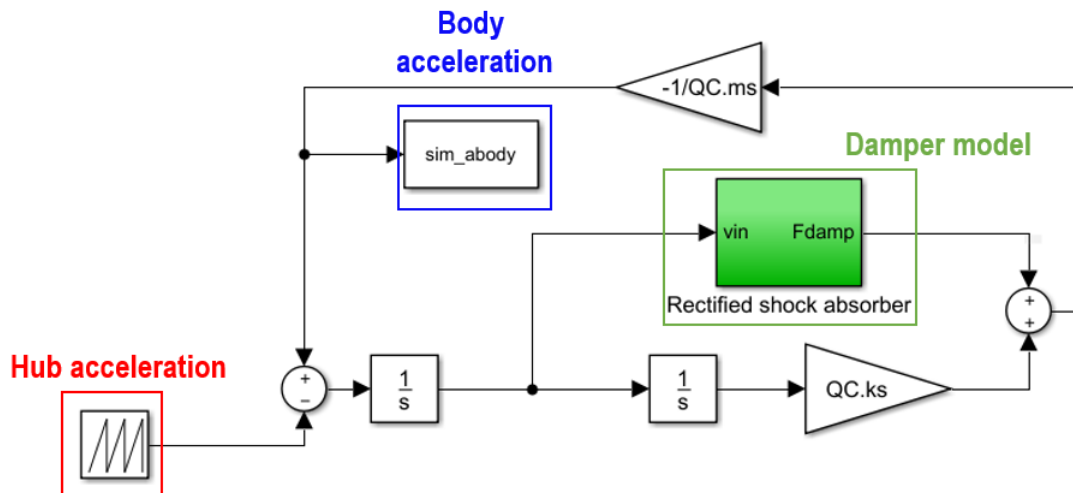 Body
acceleration
-1/QC.ms
sim_abody
Damper model
vin
Fdamp
Rectified shock absorber
+
+
Hub acceleration
+
−
1
s
1
s
QC.ks